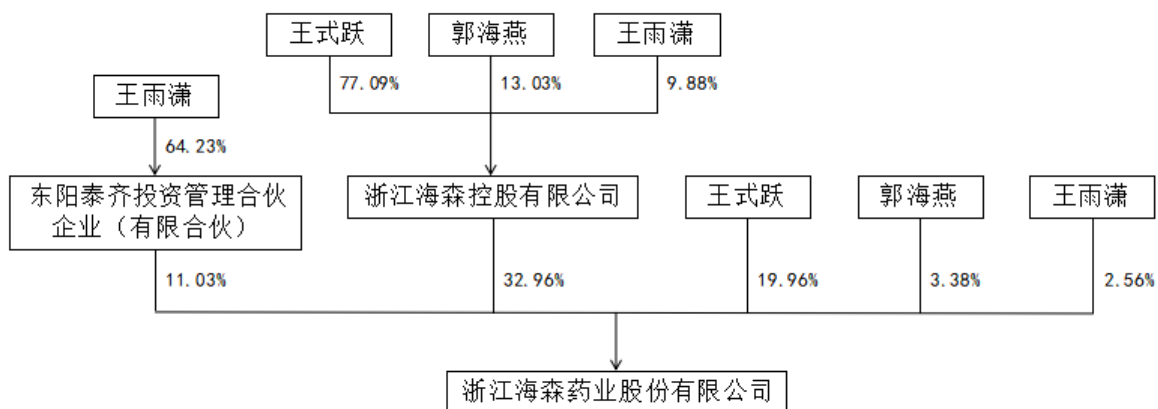 王式跃
郭海燕
王雨潇
77.09%
13.03%
9.88%
王雨潇
64.23%
东阳泰齐投资管理合伙
企业（有限合伙）
浙江海森控股有限公司
王式跃
郭海燕
王雨潇
11.03%
32.96%
19.96%
3.38%
2.56%
浙江海森药业股份有限公司